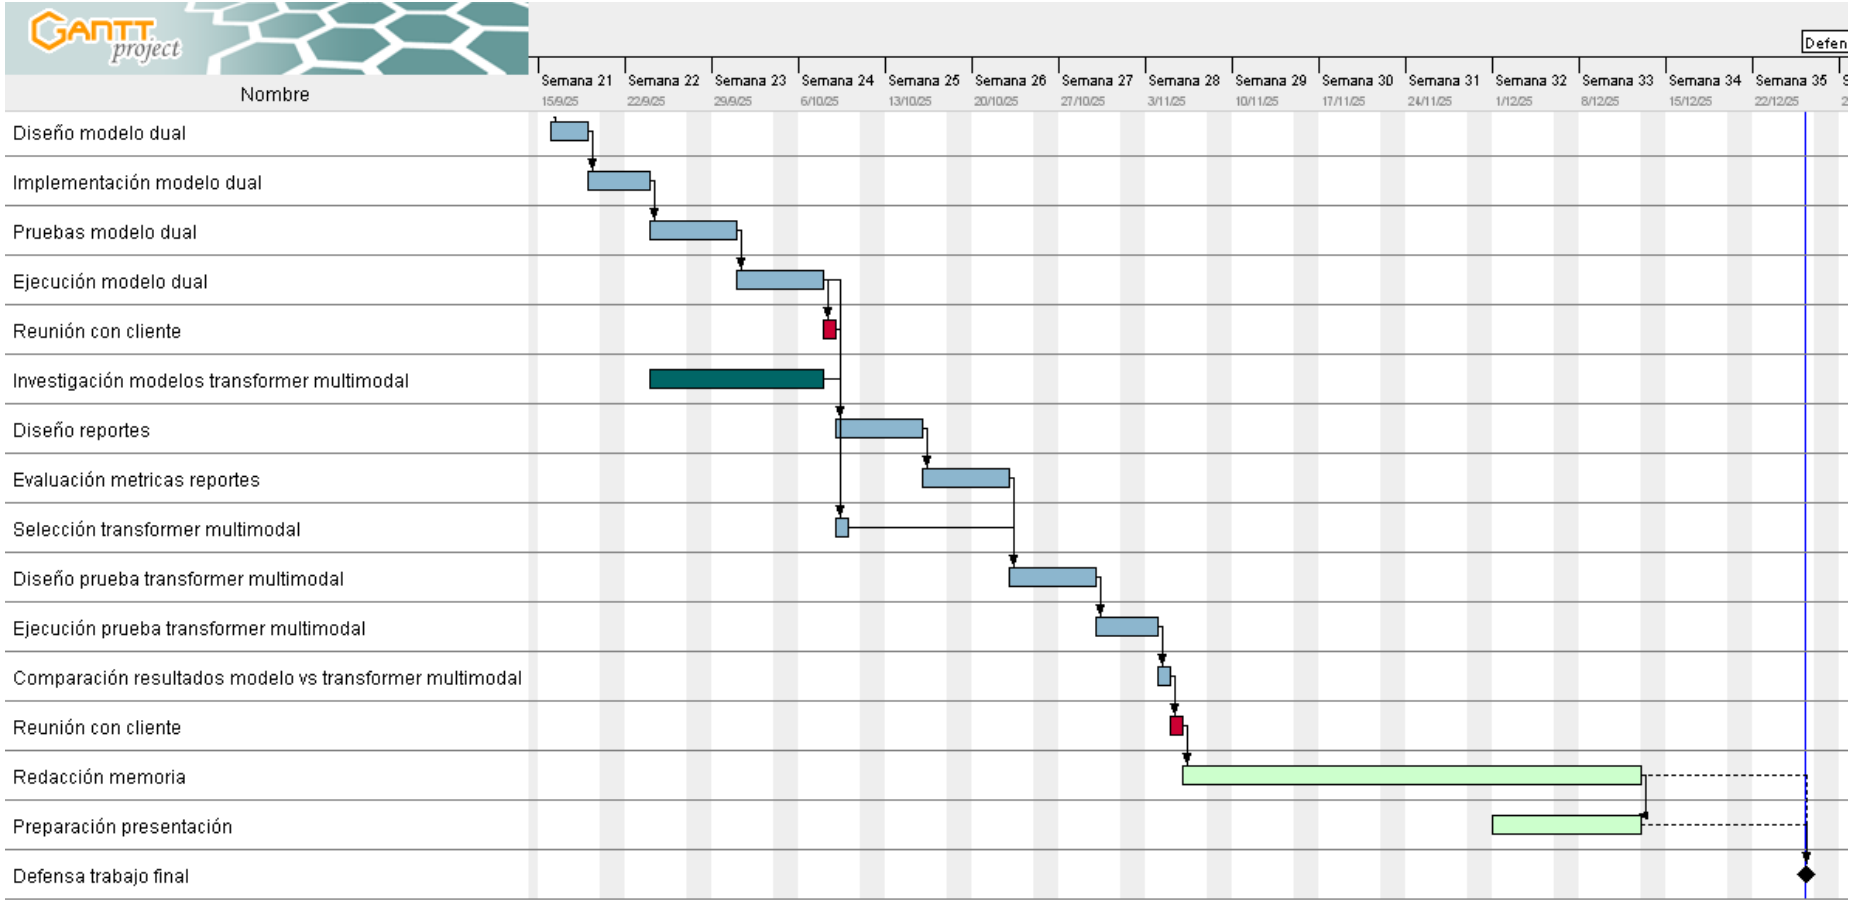 GANTT
project
Defen
Nombre
Semana 21 Semana 22 Semana 23 Semana 24 Semana 25 Semana 26 Semana 27 Semana 28 Semana 29 Semana 30 Semana 31 Semana 32 Semana 33 Semana 34 Semana 35 S
15/9/25 22/9/25 29/9/25 6/10/25 13/10/25 20/10/25 27/10/25 3/11/25 10/11/25 17/11/25 24/11/25 1/12/25 8/12/25 15/12/25 22/12/25 2
Diseño modelo dual
Implementación modelo dual
Pruebas modelo dual
Ejecución modelo dual
Reunión con cliente
Investigación modelos transformer multimodal
Diseño reportes
Evaluación metricas reportes
Selección transformer multimodal
Diseño prueba transformer multimodal
Ejecución prueba transformer multimodal
Comparación resultados modelo vs transformer multimodal
Reunión con cliente
Redacción memoria
Preparación presentación
Defensa trabajo final